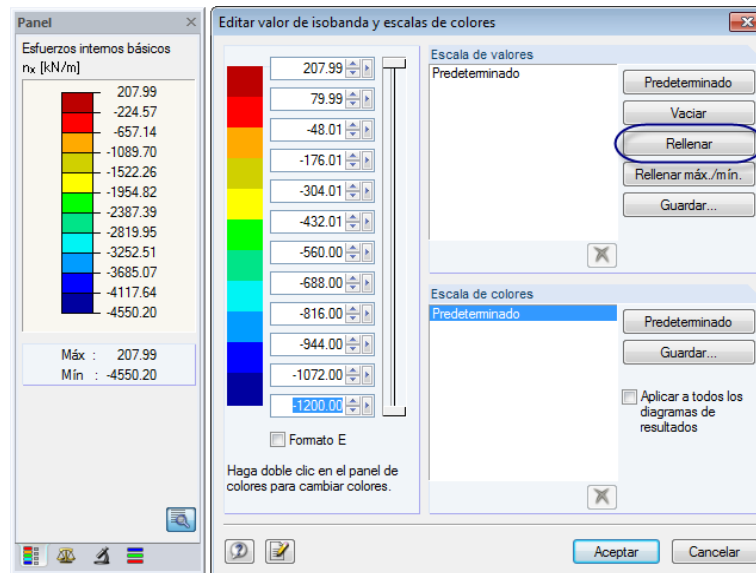 Panel
Esfuerzos internos básicos
nx [kN/m]
207.99
-224.57
-657.14
-1089.70
-1522.26
-1954.82
-2387.39
-2819.95
-3252.51
-3685.07
-4117.64
-4550.20
Máx : 207.99
Mín : -4550.20
Editar valor de isobanda y escalas de colores
207.99
79.99
-48.01
-176.01
-304.01
-432.01
-560.00
-688.00
-816.00
-944.00
-1072.00
-1200.00
Formato E
Haga doble clic en el panel de
colores para cambiar colores.
Escala de valores
Predeterminado
Predeterminado
Vaciar
Rellenar
Rellenar máx./mín.
Guardar...
Escala de colores
Predeterminado
Predeterminado
Guardar...
Aplicar a todos los
diagramas de
resultados
Aceptar
Cancelar